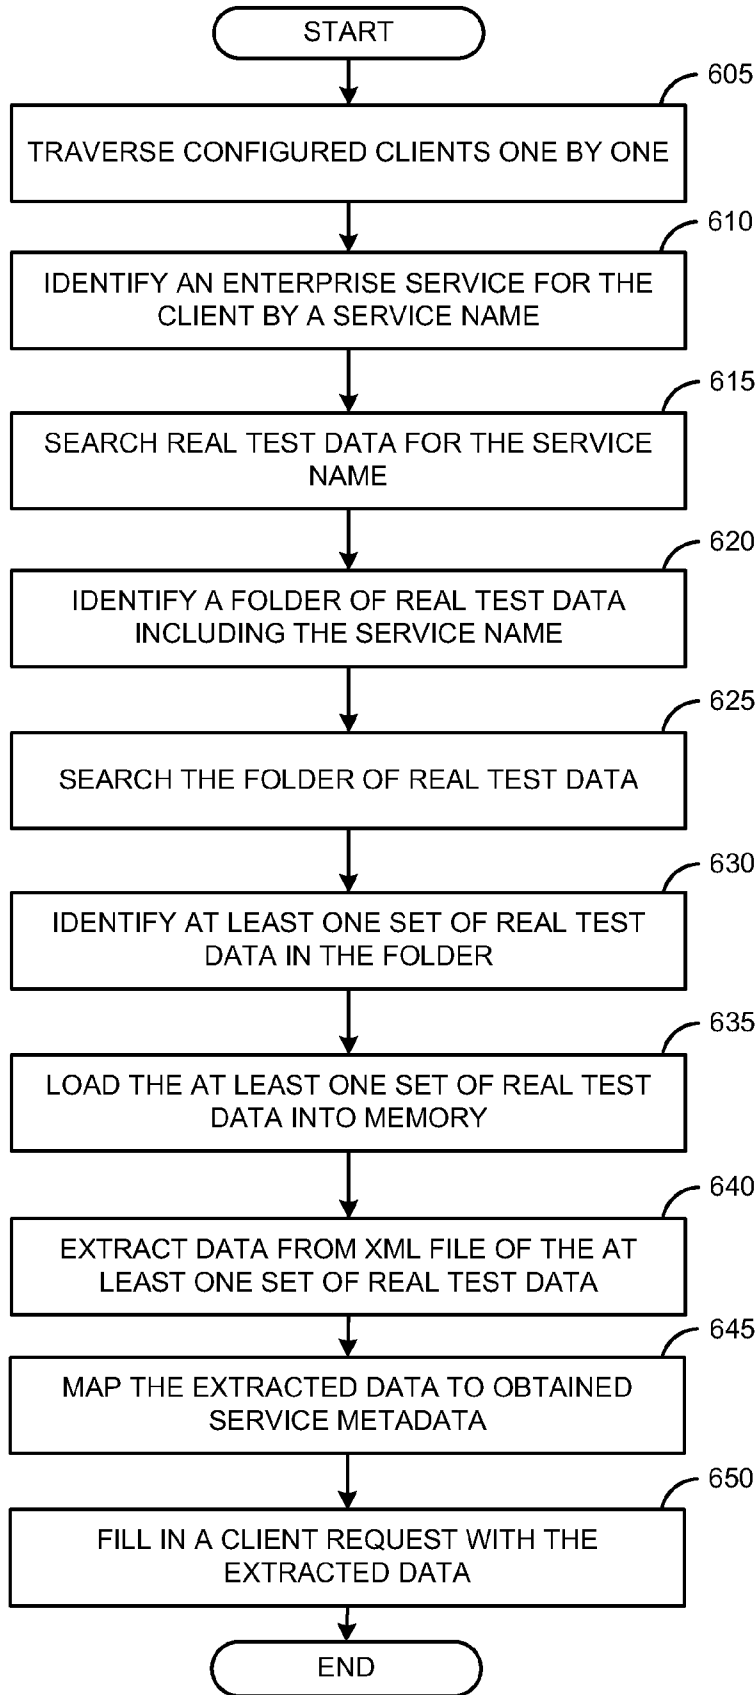 START
605
TRAVERSE CONFIGURED CLIENTS ONE BY ONE
610
IDENTIFY AN ENTERPRISE SERVICE FOR THE
CLIENT BY A SERVICE NAME
615
SEARCH REAL TEST DATA FOR THE SERVICE
NAME
620
IDENTIFY A FOLDER OF REAL TEST DATA
INCLUDING THE SERVICE NAME
625
SEARCH THE FOLDER OF REAL TEST DATA
630
IDENTIFY AT LEAST ONE SET OF REAL TEST
DATA IN THE FOLDER
635
LOAD THE AT LEAST ONE SET OF REAL TEST
DATA INTO MEMORY
640
EXTRACT DATA FROM XML FILE OF THE AT
LEAST ONE SET OF REAL TEST DATA
645
MAP THE EXTRACTED DATA TO OBTAINED
SERVICE METADATA
650
FILL IN A CLIENT REQUEST WITH THE
EXTRACTED DATA
END